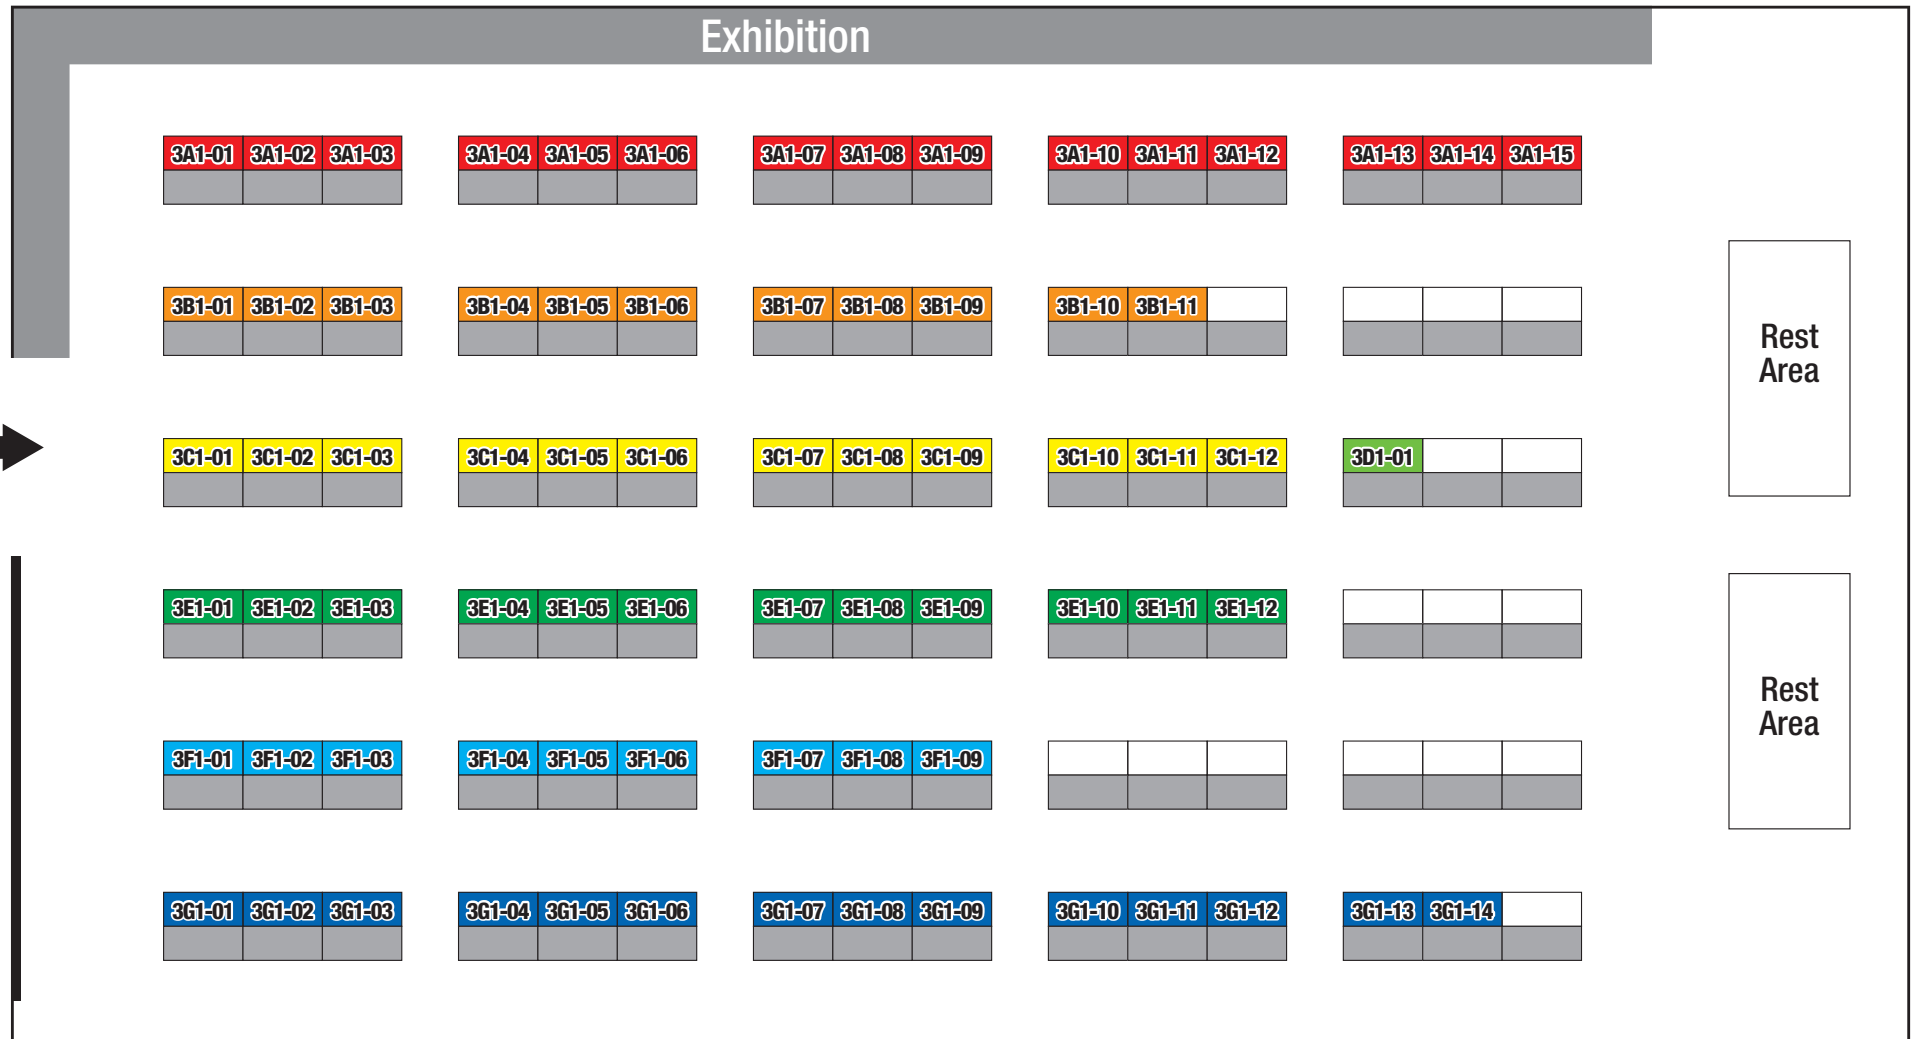 Exhibition
3A1-01 3A1-02 3A1-03 3A1-04 3A1-05 3A1-06 3A1-07 3A1-08 3A1-09 3A1-10 3A1-11 3A1-12 3A1-13 3A1-14 3A1-15
3B1-01 3B1-02 3B1-03 3B1-04 3B1-05 3B1-06 3B1-07 3B1-08 3B1-09 3B1-10 3B1-11
Rest
Area
3C1-01 3C1-02 3C1-03 3C1-04 3C1-05 3C1-06 3C1-07 3C1-08 3C1-09 3C1-10 3C1-11 3C1-12 3D1-01
3E1-01 3E1-02 3E1-03 3E1-04 3E1-05 3E1-06 3E1-07 3E1-08 3E1-09 3E1-10 3E1-11 3E1-12
Rest
Area
3F1-01 3F1-02 3F1-03 3F1-04 3F1-05 3F1-06 3F1-07 3F1-08 3F1-09
3G1-01 3G1-02 3G1-03 3G1-04 3G1-05 3G1-06 3G1-07 3G1-08 3G1-09 3G1-10 3G1-11 3G1-12 3G1-13 3G1-14